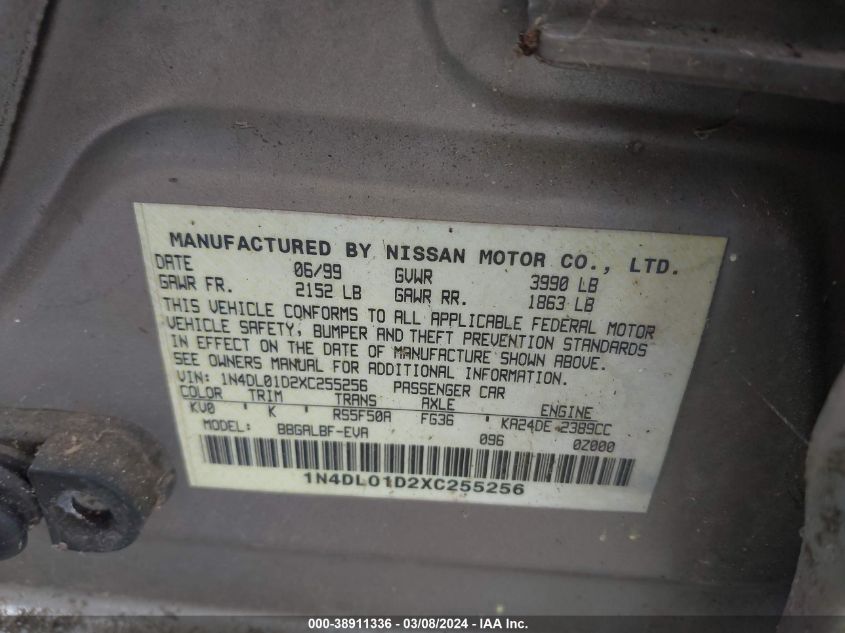 MANUFACTURED BY NISSAN MOTOR CO., LTD.
DATE 06/99 GVWR 3990 LB
GAWR FR. 2152 LB GAWR RR. 1863 LB
THIS VEHICLE CONFORMS TO ALL APPLICABLE FEDERAL MOTOR
VEHICLE SAFETY, BUMPER AND THEFT PREVENTION STANDARDS
IN EFFECT ON THE DATE OF MANUFACTURE SHOWN ABOVE.
SEE OWNERS MANUAL FOR ADDITIONAL INFORMATION.
VIN: 1N4DL01D2XC255256 PASSENGER CAR
COLOR TRIM TRANS AXLE ENGINE
KV0 ' K ' RS5F50A FG36 ' KA24DE 2389CC
MODEL: BBGALBF-EVA 096 0Z000
1N4DL01D2XC255256
000-38911336 - 03/08/2024 - IAAI.com